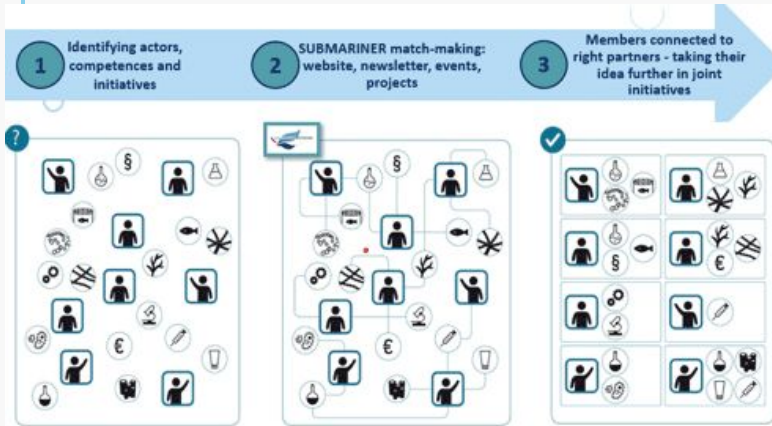 1
Identifying actors,
competences and
initiatives
2
SUBMARINER match-making:
website, newsletter, events,
projects
3
Members connected to
right partners - taking their
idea further in joint
initiatives
?
§
€
§
€
§
€